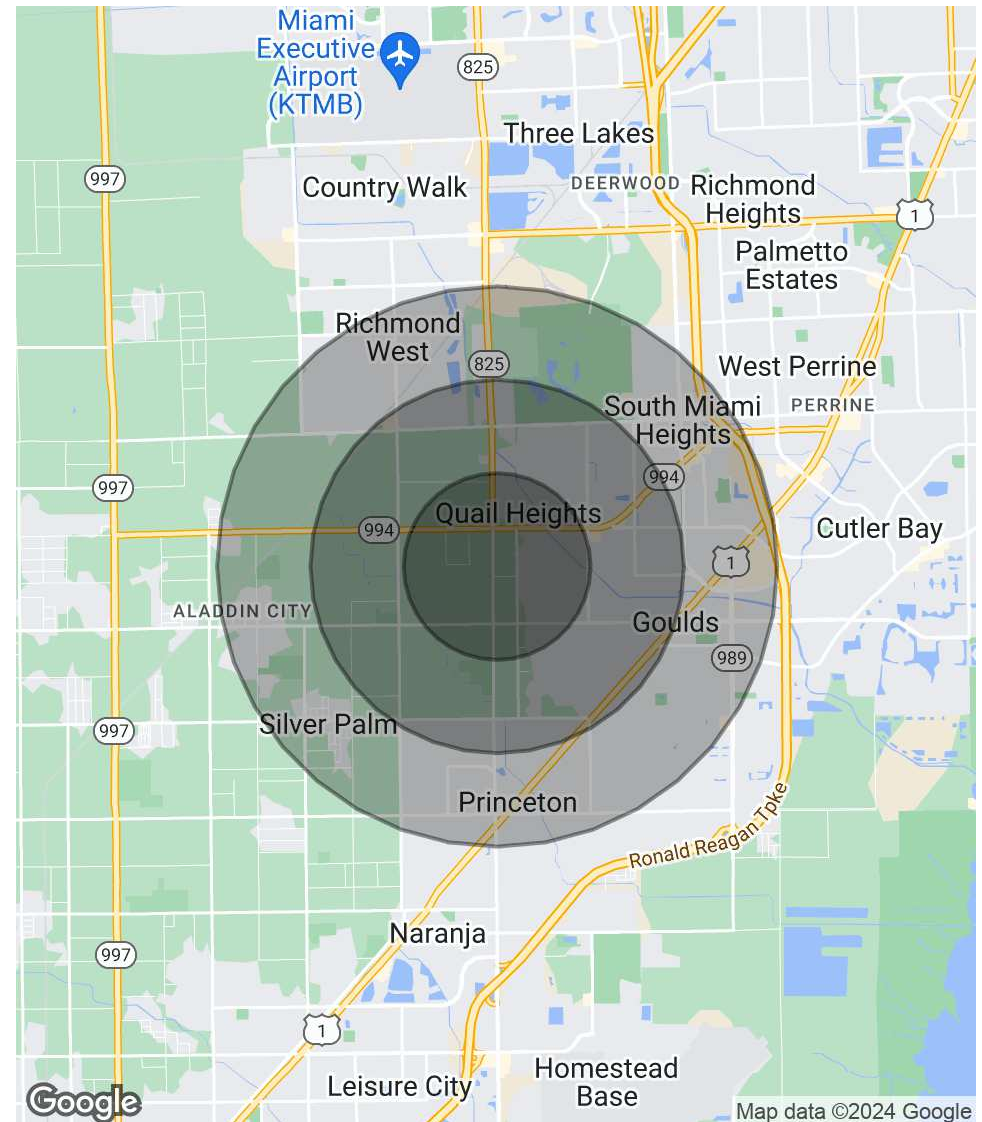 Miami
Executive
Airport
(KTMB)
825
Three Lakes
997
Country Walk
DEERWOOD
Richmond
Heights
1
Palmetto
Estates
Richmond
West
825
West Perrine
South Miami
Heights
PERRINE
994
997
Quail Heights
994
Cutler Bay
1
ALADDIN CITY
Goulds
989
Silver Palm
997
Princeton
Ronald Reagan Tpke
Naranja
997
1
Leisure City
Homestead
Base
Google
Map data ©2024 Google